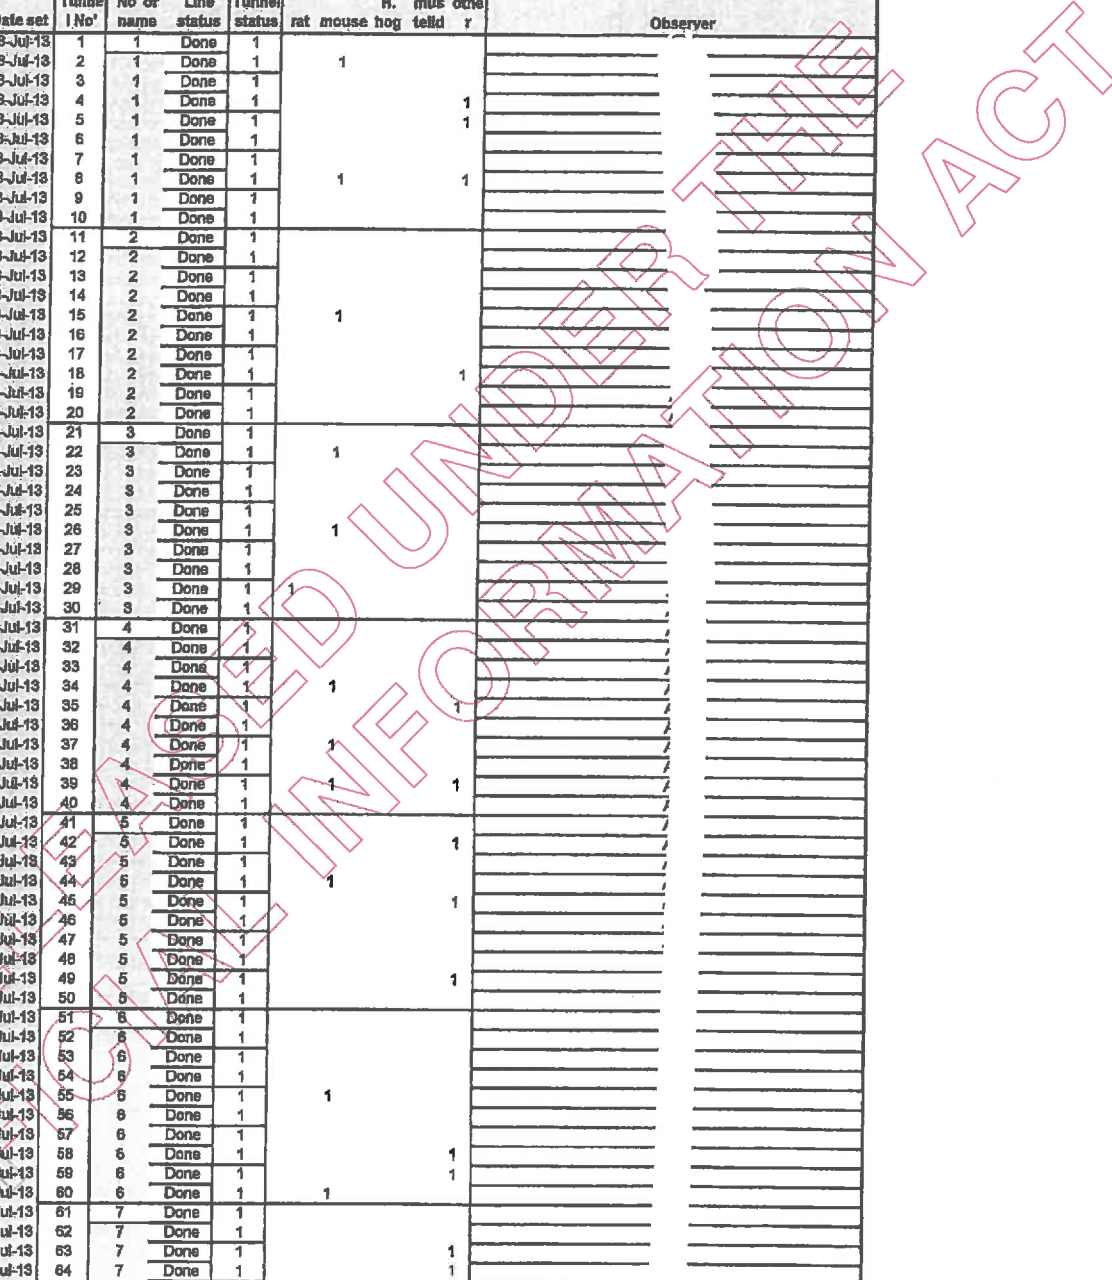 Tunne No or Line Tunnel H. mus othe
Date set l No' name status status rat mouse hog telid r Observer
8-Jul-13 1 1 Done 1
8-Jul-13 2 1 Done 1 1
8-Jul-13 3 1 Done 1
8-Jul-13 4 1 Done 1 1
8-Jul-13 5 1 Done 1 1
8-Jul-13 6 1 Done 1
8-Jul-13 7 1 Done 1
8-Jul-13 8 1 Done 1 1 1
8-Jul-13 9 1 Done 1
8-Jul-13 10 1 Done 1
8-Jul-13 11 2 Done 1
8-Jul-13 12 2 Done 1
-Jul-13 13 2 Done 1
-Jul-13 14 2 Done 1
-Jul-13 15 2 Done 1 1
-Jul-13 16 2 Done 1
-Jul-13 17 2 Done 1
-Jul-13 18 2 Done 1 1
-Jul-13 19 2 Done 1
-Jul-13 20 2 Done 1
-Jul-13 21 3 Done 1
-Jul-13 22 3 Done 1 1
-Jul-13 23 3 Done 1
-Jul-13 24 3 Done 1
-Jul-13 25 3 Done 1
-Jul-13 26 3 Done 1 1
-Jul-13 27 3 Done 1
-Jul-13 28 3 Done 1
Jul-13 29 3 Done 1 1
Jul-13 30 3 Done 1
Jul-13 31 4 Done 1
Jul-13 32 4 Done 1
Jul-13 33 4 Done 1
Jul-13 34 4 Done 1 1
Jul-13 35 4 Done 1 1
Jul-13 36 4 Done 1
Jul-13 37 4 Done 1 1
Jul-13 38 4 Done 1
Jul-13 39 4 Done 1 1 1
Jul-13 40 4 Done 1
Jul-13 41 5 Done 1
Jul-13 42 5 Done 1 1
Jul-13 43 5 Done 1
Jul-13 44 5 Done 1 1
Jul-13 45 5 Done 1 1
Jul-13 46 5 Done 1
Jul-13 47 5 Done 1
Jul-13 48 5 Done 1
Jul-13 49 5 Done 1 1
Jul-13 50 5 Done 1
Jul-13 51 6 Done 1
Jul-13 52 6 Done 1
Jul-13 53 6 Done 1
Jul-13 54 6 Done 1
Jul-13 55 6 Done 1 1
Jul-13 56 6 Done 1
Jul-13 57 6 Done 1
Jul-13 58 6 Done 1 1
Jul-13 59 6 Done 1 1
Jul-13 60 6 Done 1 1
Jul-13 61 7 Done 1
Jul-13 62 7 Done 1
Jul-13 63 7 Done 1 1
Jul-13 64 7 Done 1 1
EASED UNDER THE
ICIAL INFORMATION ACT